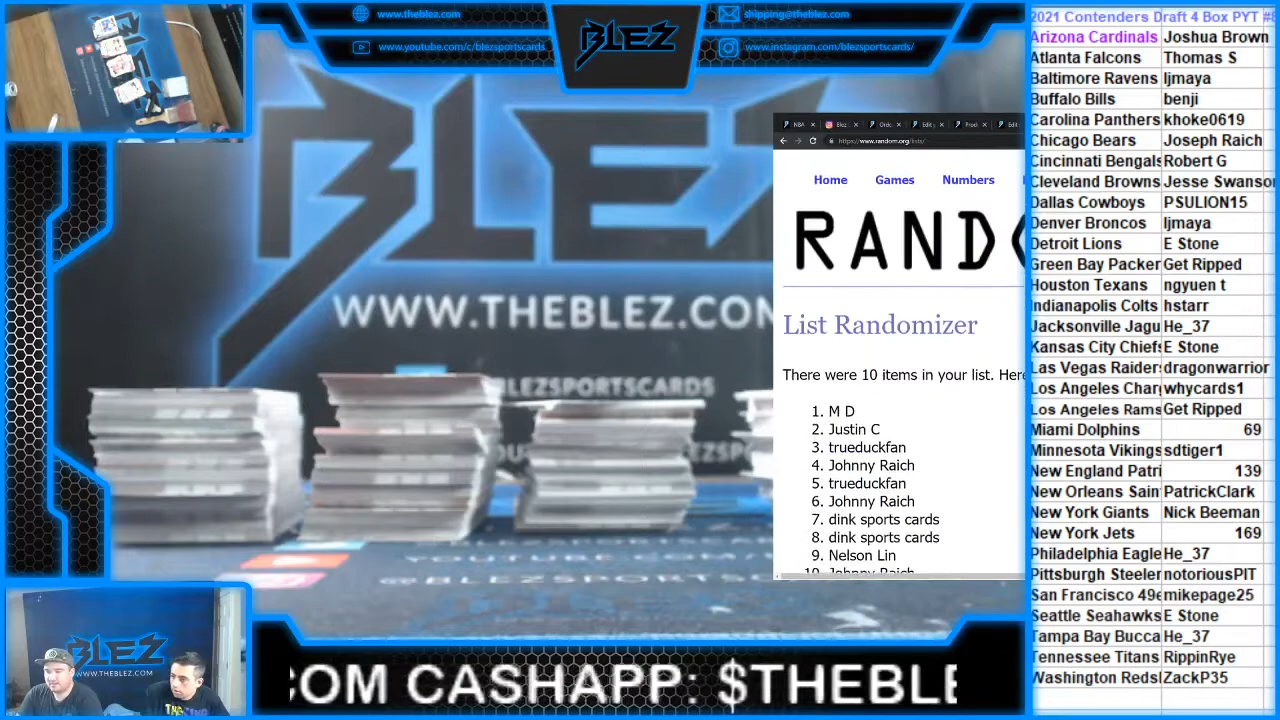 www.theblez.com
shipping@theblez.com
www.youtube.com/c/blezsportscards
www.instagram.com/blezsportscards/
BLEZ
BLEZ
WWW.THEBLEZ.COM
BLEZSPORTSCARDS
YOUTUBE.COM/
@BLEZSPORTSCARDS
https://www.random.org/lists/
Home Games Numbers
RANDO
List Randomizer
There were 10 items in your list. Here
1. M D
2. Justin C
3. trueduckfan
4. Johnny Raich
5. trueduckfan
6. Johnny Raich
7. dink sports cards
8. dink sports cards
9. Nelson Lin
10. Johnny Raich
2021 Contenders Draft 4 Box PYT
Arizona Cardinals Joshua Brown
Atlanta Falcons Thomas S
Baltimore Ravens ljmaya
Buffalo Bills benji
Carolina Panthers khoke0619
Chicago Bears Joseph Raich
Cincinnati Bengals Robert G
Cleveland Browns Jesse Swanson
Dallas Cowboys PSULION15
Denver Broncos ljmaya
Detroit Lions E Stone
Green Bay Packer Get Ripped
Houston Texans ngyuen t
Indianapolis Colts hstarr
Jacksonville Jagu He_37
Kansas City Chiefs E Stone
Las Vegas Raiders dragonwarrior
Los Angeles Charg whycards1
Los Angeles Rams Get Ripped
Miami Dolphins 69
Minnesota Vikings sdtiger1
New England Patri 139
New Orleans Sain PatrickClark
New York Giants Nick Beeman
New York Jets 169
Philadelphia Eagle He_37
Pittsburgh Steeler notoriousPIT
San Francisco 49e mikepage25
Seattle Seahawks E Stone
Tampa Bay Bucca He_37
Tennessee Titans RippinRye
Washington Reds ZackP35
BLEZ
WWW.THEBLEZ.COM
COM CASHAPP: $THEBLE